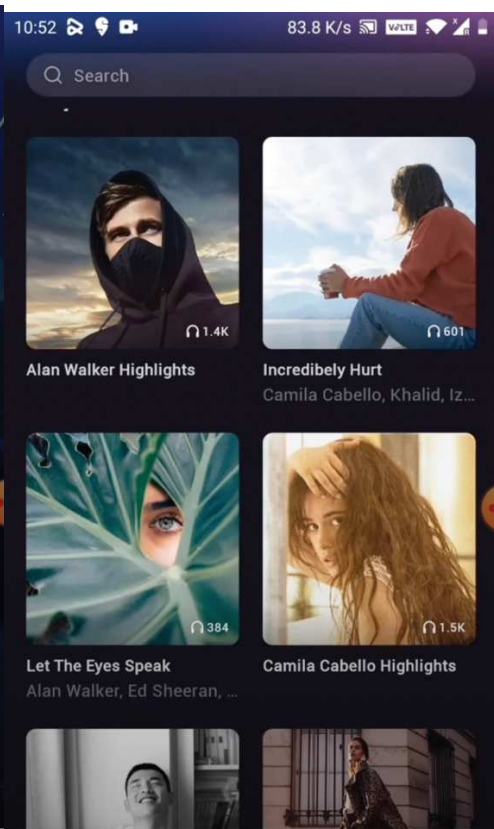 10:52 83.8 K/s VoLTE x
Search
1.4K
601
Alan Walker Highlights
Incredibely Hurt
Camila Cabello, Khalid, Iz...
384
1.5K
Let The Eyes Speak
Camila Cabello Highlights
Alan Walker, Ed Sheeran, ...